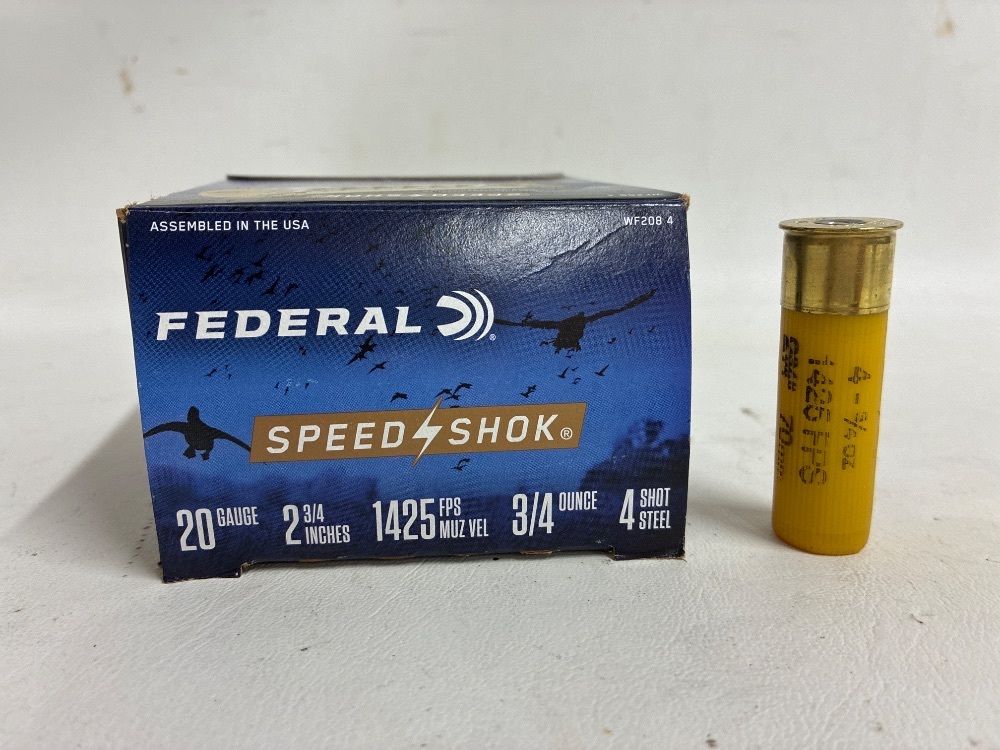 ASSEMBLED IN THE USA
WF208 4
FEDERAL
SPEED SHOK®
20 GAUGE
2 3/4 INCHES
1425 FPS MUZ VEL
3/4 OUNCE
4 SHOT STEEL
4 - 3/4 OZ
1425 FPS
2 3/4" 70